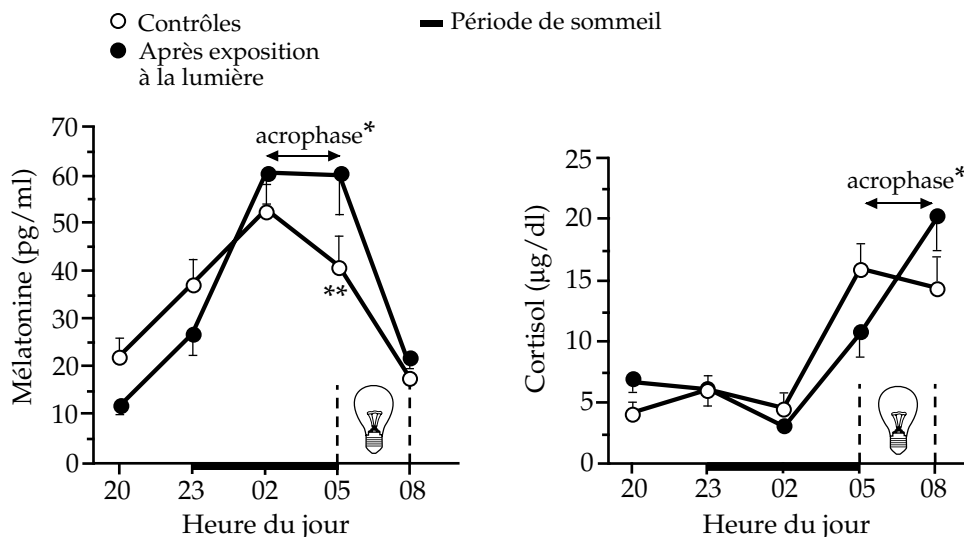 Contrôles
Période de sommeil
Après exposition
à la lumière
acrophase*
Mélatonine (pg/ml)
70
60
50
40
30
20
10
0
**
20 23 02 05 08
Heure du jour
acrophase*
Cortisol (µg/dl)
25
20
15
10
5
0
20 23 02 05 08
Heure du jour